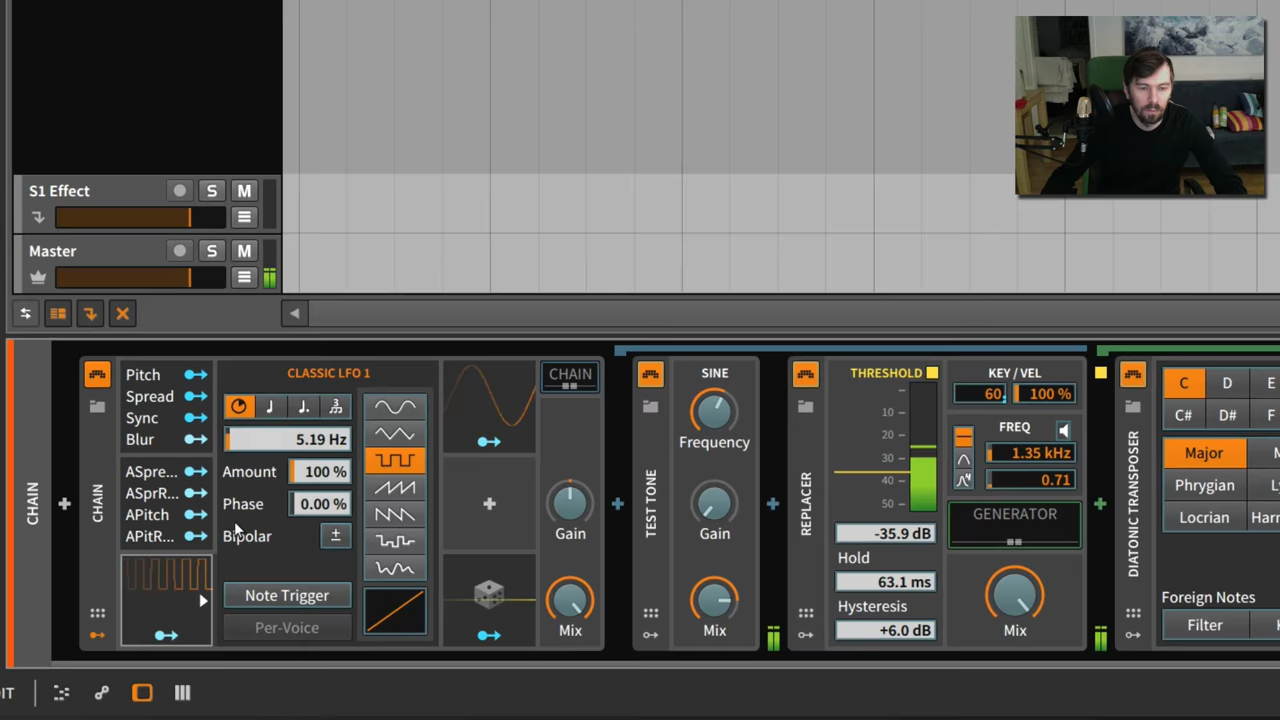 S1 Effect
S
M
Master
S
M
CHAIN
CHAIN
Pitch
Spread
Sync
Blur
ASpre...
ASprR...
APitch
APitR...
CLASSIC LFO 1
5.19 Hz
Amount
100 %
Phase
0.00 %
Bipolar
±
Note Trigger
Per-Voice
CHAIN
Gain
Mix
TEST TONE
SINE
Frequency
Gain
Mix
REPLACER
THRESHOLD
10
20
30
40
50
-35.9 dB
Hold
63.1 ms
Hysteresis
+6.0 dB
KEY / VEL
60
100 %
FREQ
1.35 kHz
0.71
GENERATOR
Mix
DIATONIC TRANSPOSER
C
D
E
C#
D#
F
Major
Phrygian
Locrian
Harr
Foreign Notes
Filter
IT